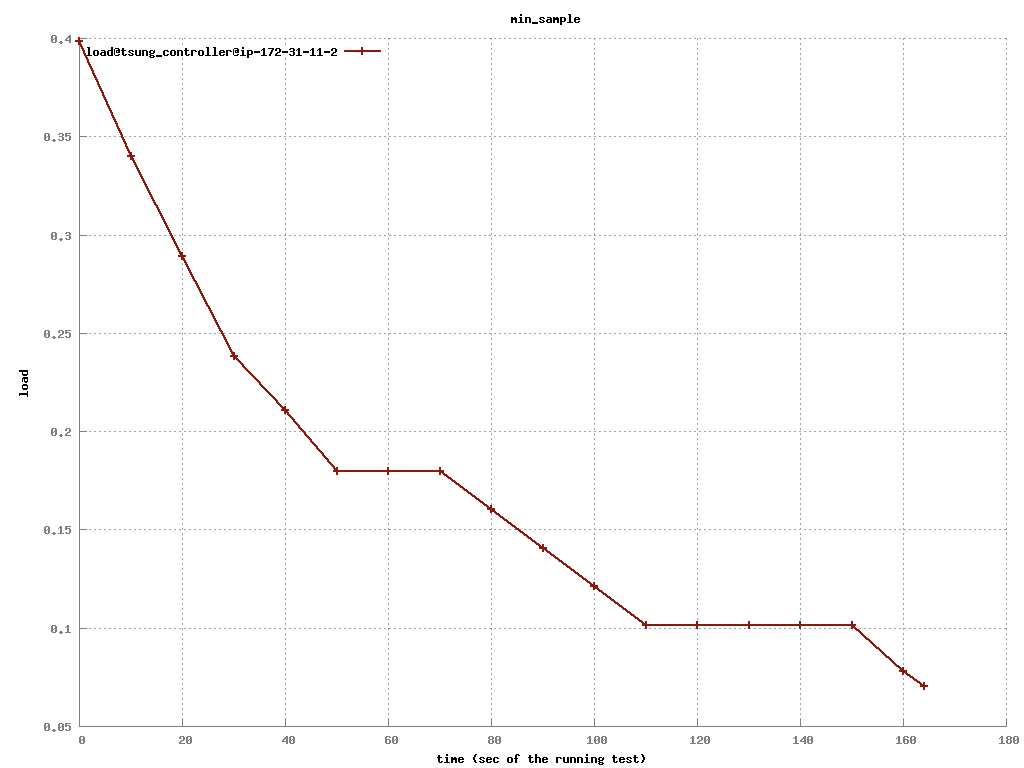 min_sample
load@tsung_controller@ip-172-31-11-2
0.4
0.35
0.3
0.25
0.2
0.15
0.1
0.05
load
0 20 40 60 80 100 120 140 160 180
time (sec of the running test)